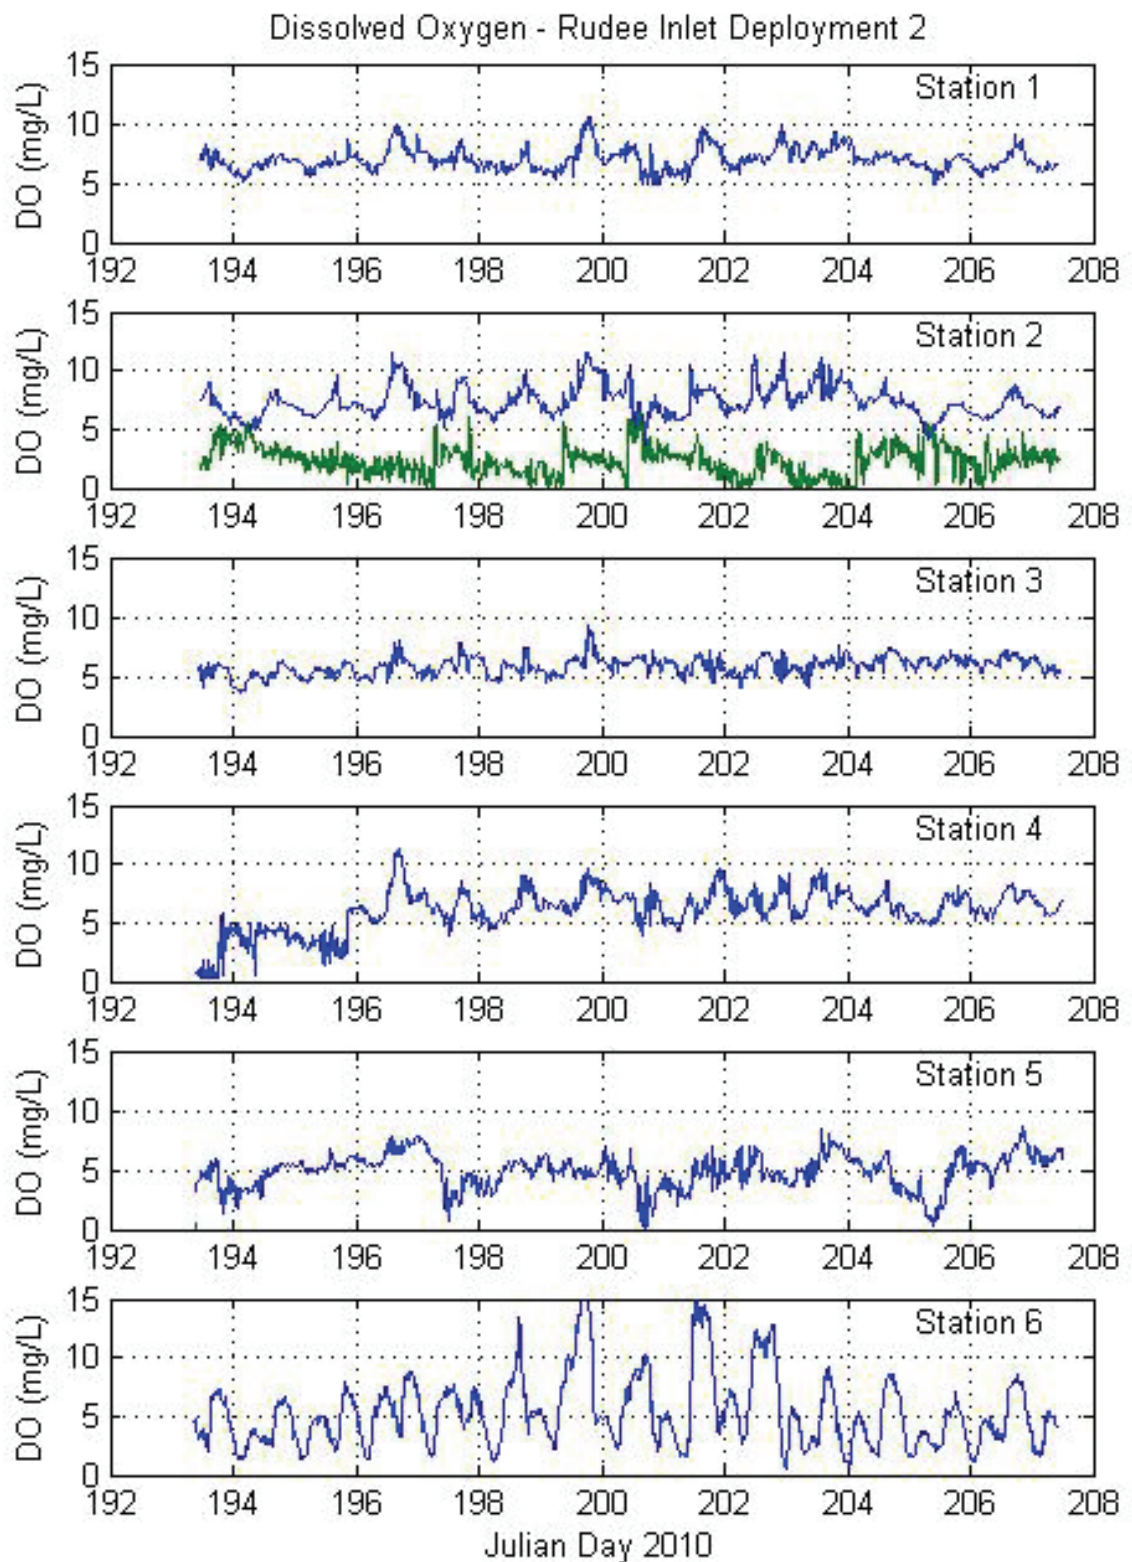 Dissolved Oxygen - Rudee Inlet Deployment 2
15
10
5
0
DO (mg/L)
Station 1
192 194 196 198 200 202 204 206 208
15
10
5
0
DO (mg/L)
Station 2
192 194 196 198 200 202 204 206 208
15
10
5
0
DO (mg/L)
Station 3
192 194 196 198 200 202 204 206 208
15
10
5
0
DO (mg/L)
Station 4
192 194 196 198 200 202 204 206 208
15
10
5
0
DO (mg/L)
Station 5
192 194 196 198 200 202 204 206 208
15
10
5
0
DO (mg/L)
Station 6
192 194 196 198 200 202 204 206 208
Julian Day 2010